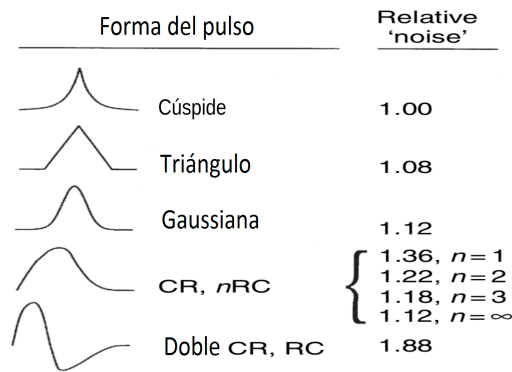 Forma del pulso
Relative
‘noise’
Cúspide
1.00
Triángulo
1.08
Gaussiana
1.12
CR, nRC
1.36, n = 1
1.22, n = 2
1.18, n = 3
1.12, n = ∞
Doble CR, RC
1.88